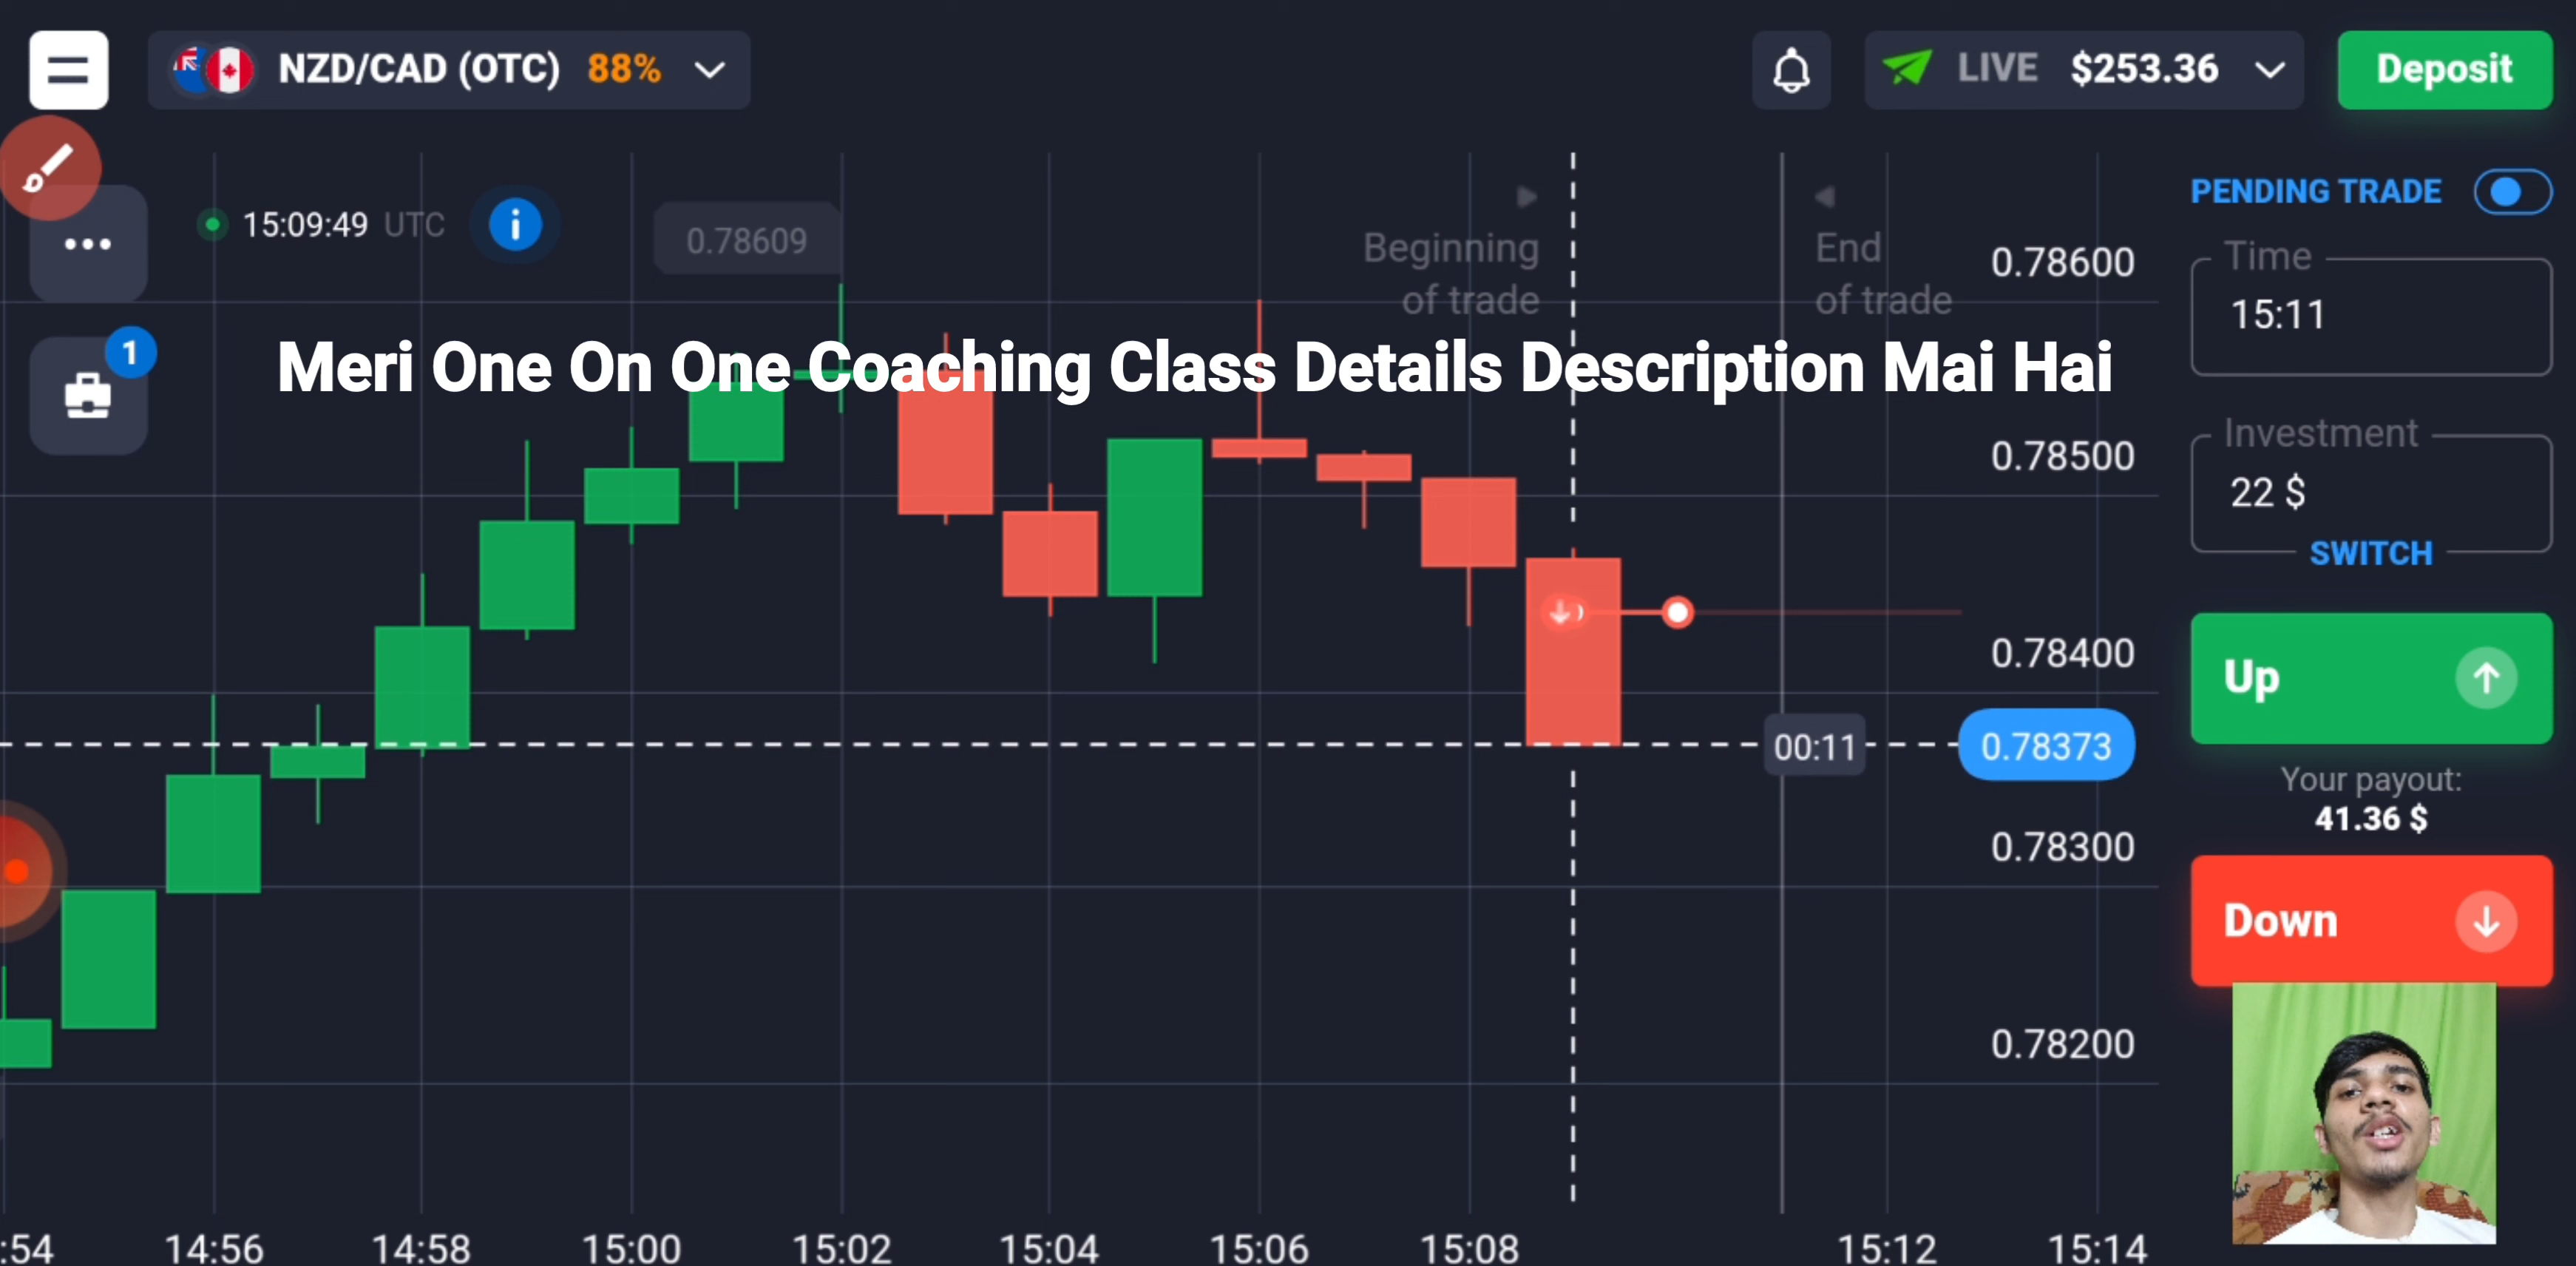 NZD/CAD (OTC) 88%
LIVE $253.36
Deposit
15:09:49 UTC
0.78609
Beginning
of trade
End
of trade
0.78600
PENDING TRADE
Time
15:11
1
Meri One On One Coaching Class Details Description Mai Hai
0.78500
Investment
22 $
SWITCH
0.78400
Up
00:11
0.78373
Your payout:
41.36 $
0.78300
Down
0.78200
:54 14:56 14:58 15:00 15:02 15:04 15:06 15:08 15:12 15:14